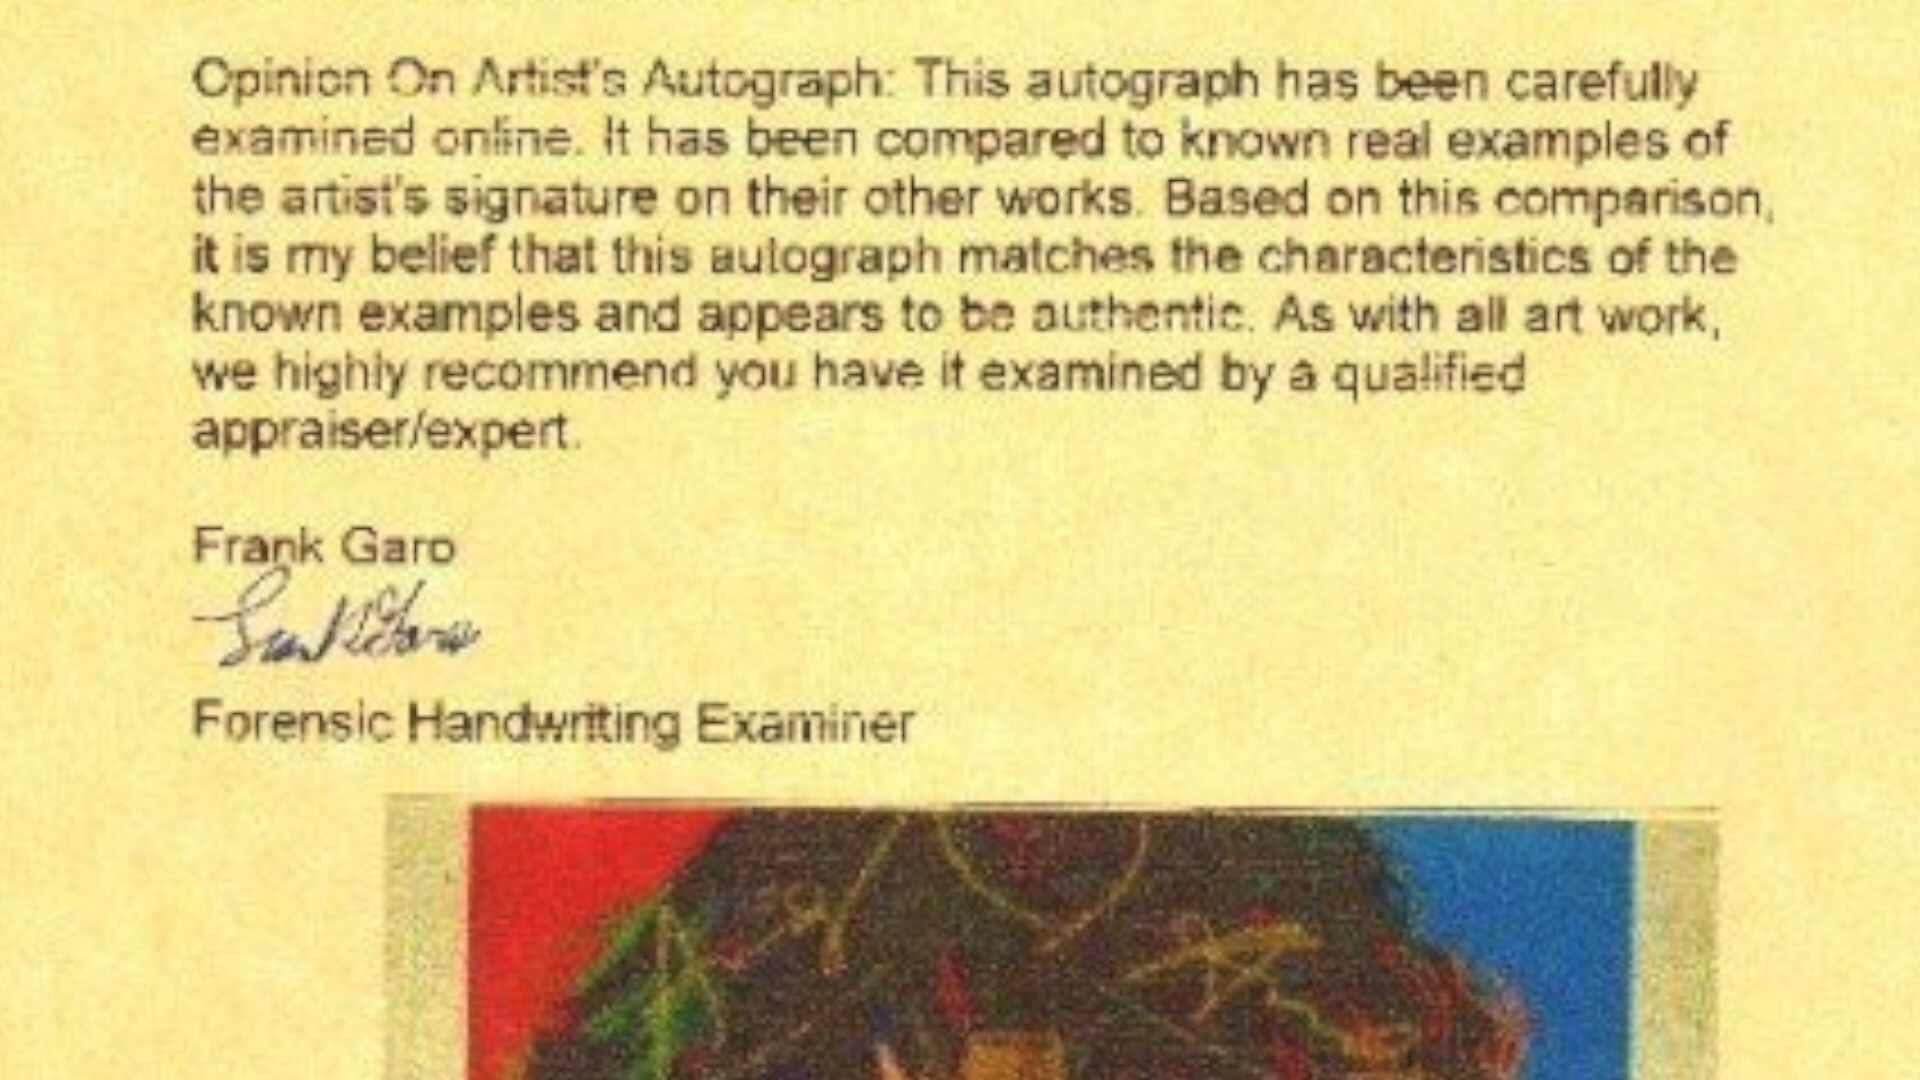 Opinion On Artist's Autograph: This autograph has been carefully
examined online. It has been compared to known real examples of
the artist's signature on their other works. Based on this comparison,
it is my belief that this autograph matches the characteristics of the
known examples and appears to be authentic. As with all art work,
we highly recommend you have it examined by a qualified
appraiser/expert.
Frank Garo
Frank Garo
Forensic Handwriting Examiner